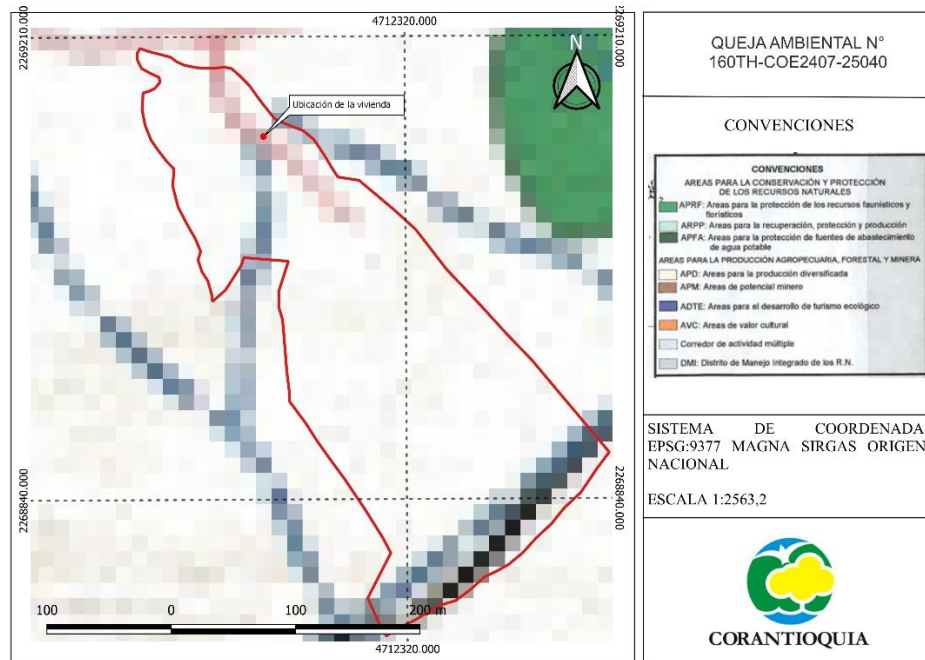 4712320.000
2269210.000
2269210.000
N
Ubicación de la vivienda
2268840.000
2268840.000
100 0 100 200 m
4712320.000
QUEJA AMBIENTAL N°
160TH-COE2407-25040
CONVENCIONES
CONVENCIONES
AREAS PARA LA CONSERVACIÓN Y PROTECCIÓN
DE LOS RECURSOS NATURALES
APRF: Areas para la protección de los recursos faunísticos y
florísticos
ARPP: Areas para la recuperación, protección y producción
APFA: Areas para la protección de fuentes de abastecimiento
de agua potable
AREAS PARA LA PRODUCCIÓN AGROPECUARIA, FORESTAL Y MINERA
APD: Areas para la producción diversificada
APM: Areas de potencial minero
ADTE: Areas para el desarrollo de turismo ecológico
AVC: Areas de valor cultural
Corredor de actividad múltiple
DMI: Distrito de Manejo Integrado de los R.N.
SISTEMA DE COORDENADA
EPSG:9377 MAGNA SIRGAS ORIGEN
NACIONAL
ESCALA 1:2563,2
CORANTIOQUIA